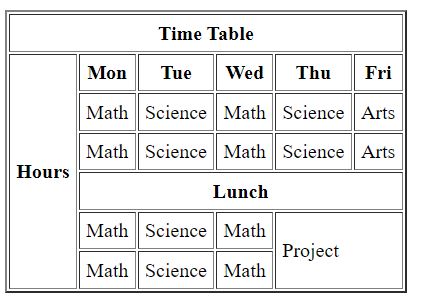 Time Table
Mon Tue Wed Thu Fri
Math Science Math Science Arts
Math Science Math Science Arts
Hours
Lunch
Math Science Math
Project
Math Science Math